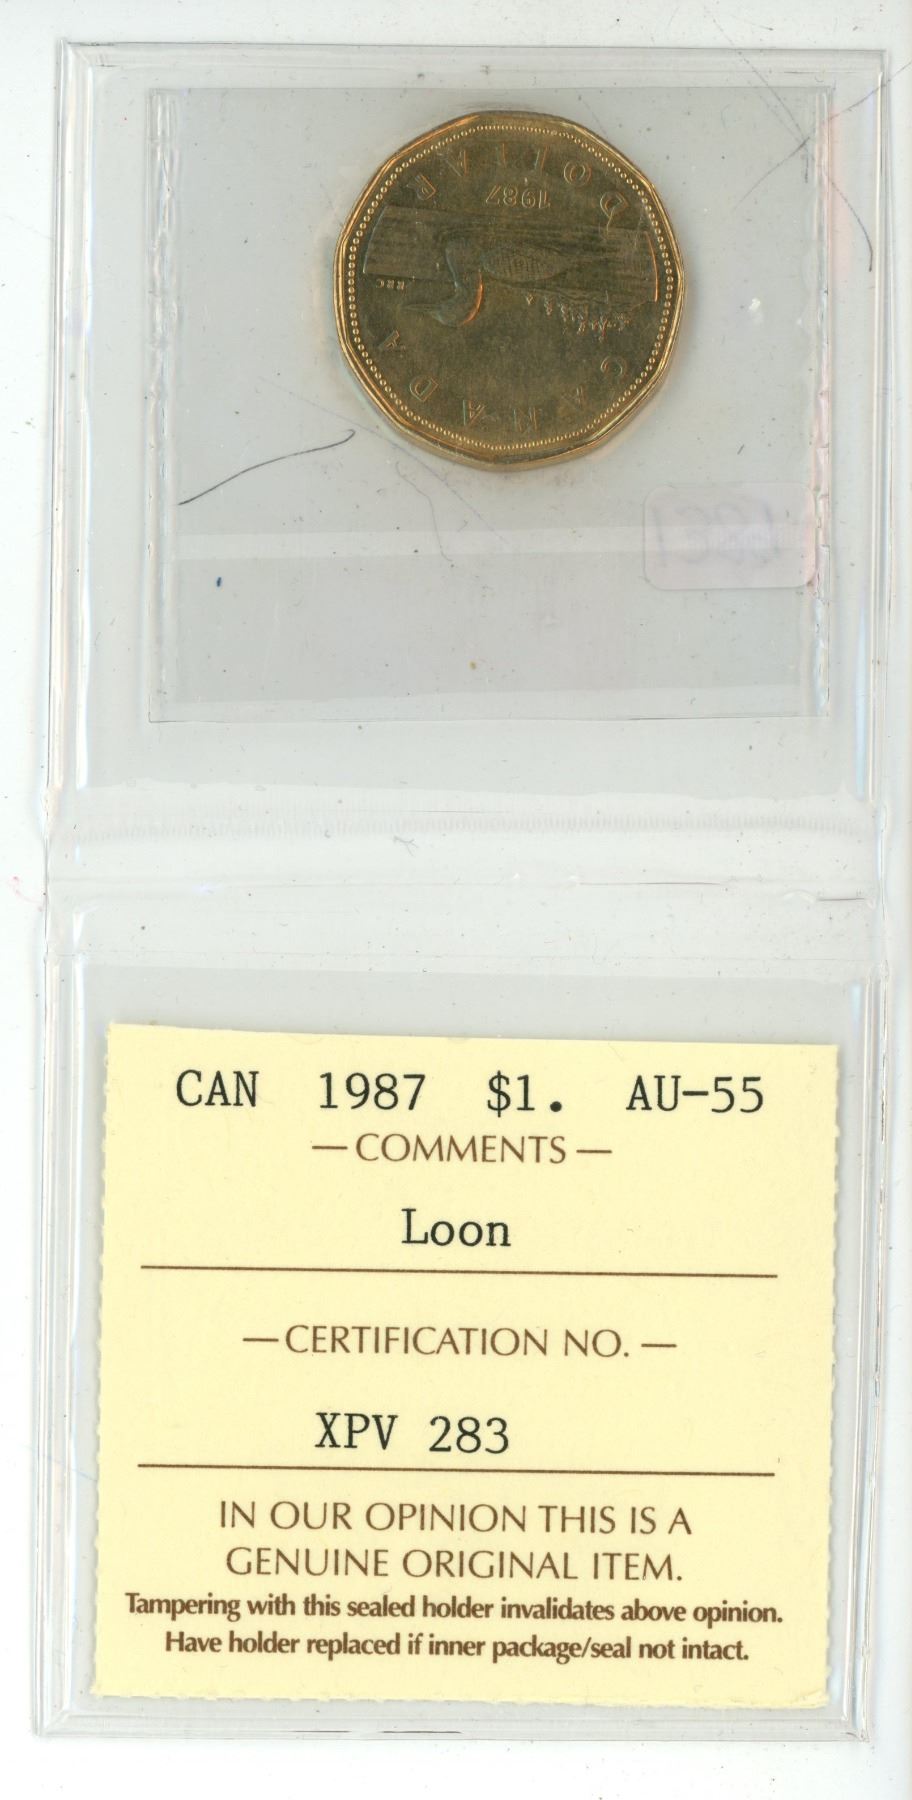 DOLLAR
1987
RRC
CANADA
CAN 1987 $1. AU-55
—COMMENTS—
Loon
—CERTIFICATION NO.—
XPV 283
IN OUR OPINION THIS IS A
GENUINE ORIGINAL ITEM.
Tampering with this sealed holder invalidates above opinion.
Have holder replaced if inner package/seal not intact.